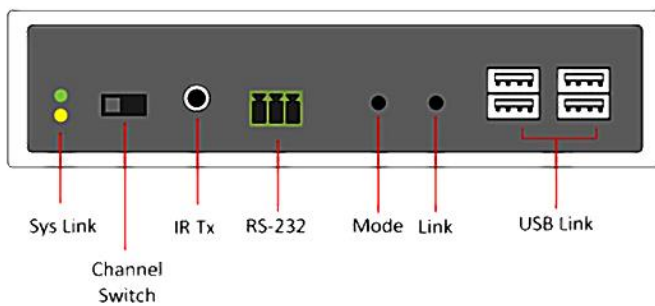 Sys Link
IR Tx
RS-232
Mode
Link
USB Link
Channel
Switch